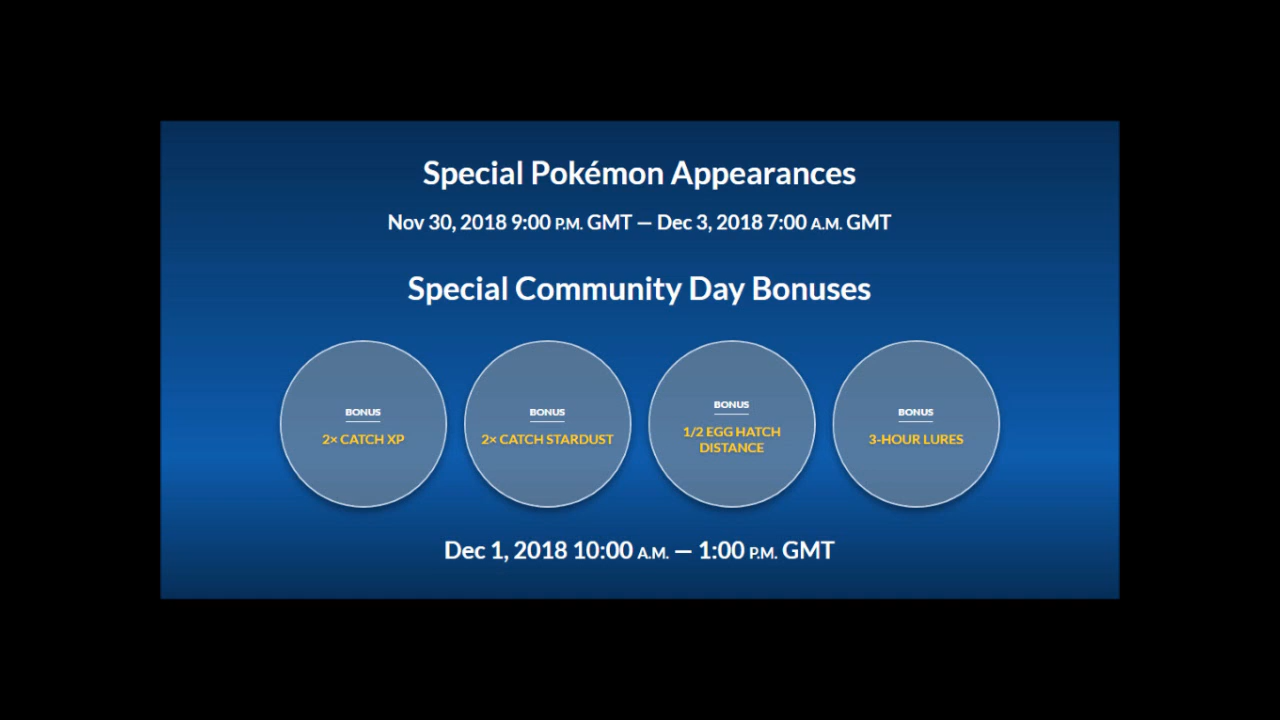 Special Pokémon Appearances
Nov 30, 2018 9:00 P.M. GMT — Dec 3, 2018 7:00 A.M. GMT
Special Community Day Bonuses
BONUS
2× CATCH XP
BONUS
2× CATCH STARDUST
BONUS
1/2 EGG HATCH
DISTANCE
BONUS
3-HOUR LURES
Dec 1, 2018 10:00 A.M. — 1:00 P.M. GMT